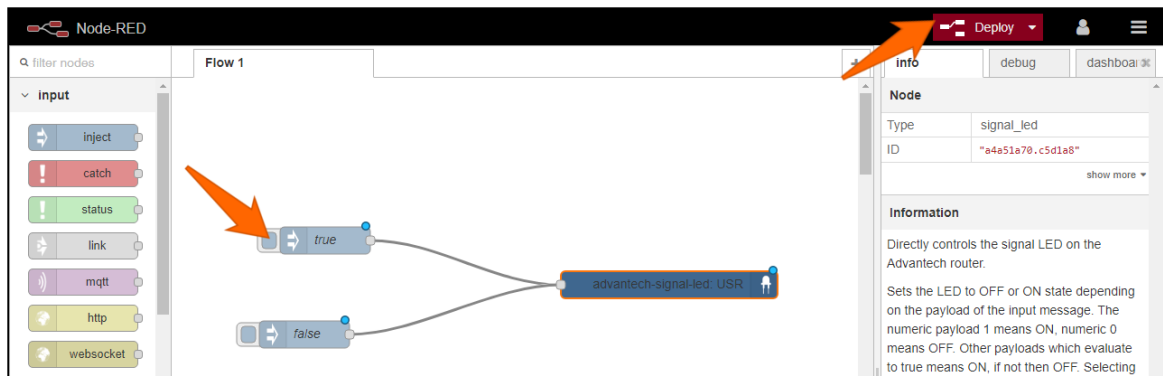 Node-RED
Deploy
filter nodes
Flow 1
+
info
debug
dashboa
input
inject
catch
status
link
mqtt
http
websocket
true
false
advantech-signal-led: USR
Node
Type signal_led
ID "a4a51a70.c5d1a8"
show more
Information
Directly controls the signal LED on the
Advantech router.
Sets the LED to OFF or ON state depending
on the payload of the input message. The
numeric payload 1 means ON, numeric 0
means OFF. Other payloads which evaluate
to true means ON, if not then OFF. Selecting